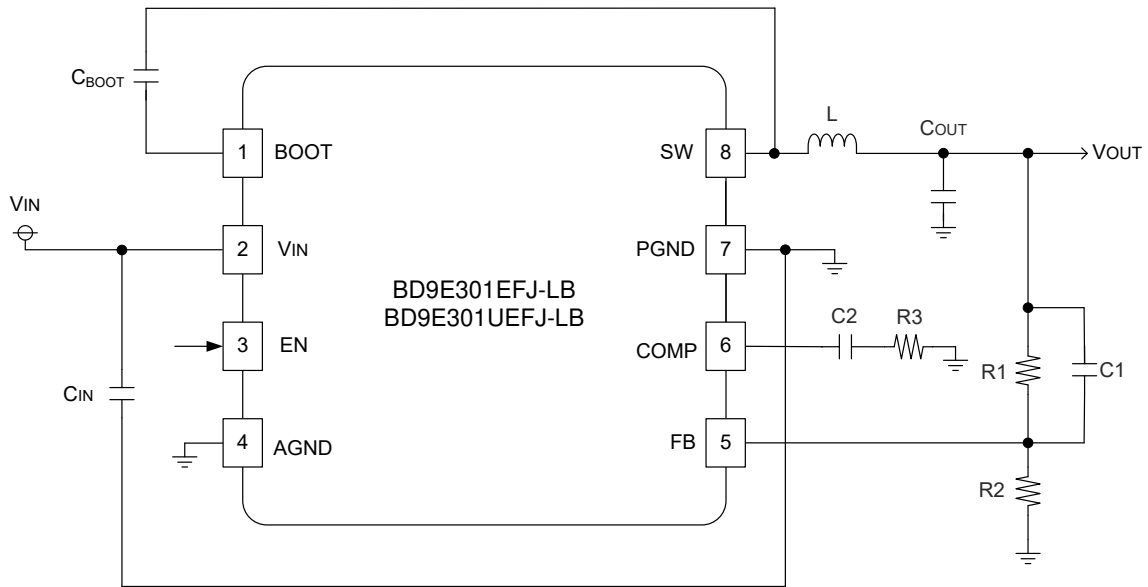 CBOOT
1
BOOT
SW
8
L
COUT
VOUT
VIN
2
VIN
PGND
7
BD9E301EFJ-LB
BD9E301UEFJ-LB
3
EN
COMP
6
C2
R3
R1
C1
CIN
4
AGND
FB
5
R2